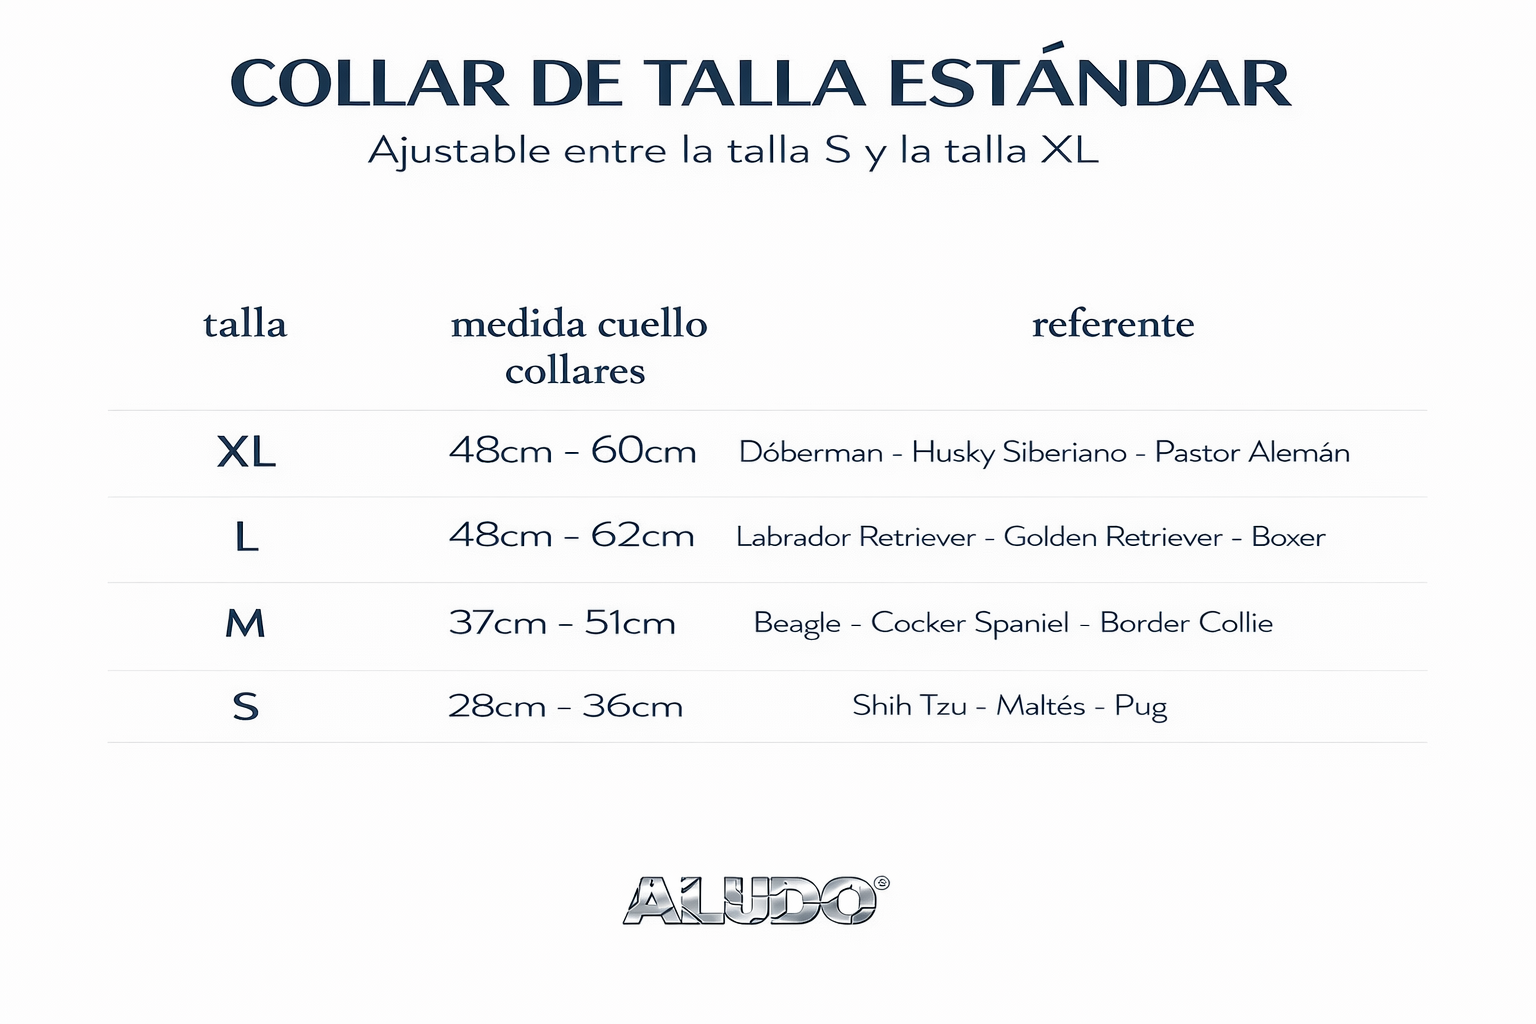 COLLAR DE TALLA ESTÁNDAR
Ajustable entre la talla S y la talla XL
talla medida cuello collares referente
XL 48cm - 60cm Dóberman - Husky Siberiano - Pastor Alemán
L 48cm - 62cm Labrador Retriever - Golden Retriever - Boxer
M 37cm - 51cm Beagle - Cocker Spaniel - Border Collie
S 28cm - 36cm Shih Tzu - Maltés - Pug
ALUDO